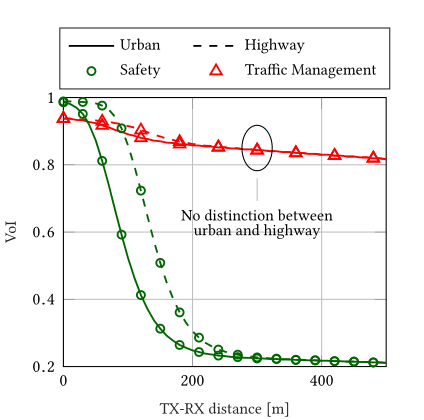 Urban
Highway
Safety
Traffic Management
1
0.8
0.6
0.4
0.2
VoI
No distinction between
urban and highway
0
200
400
TX-RX distance [m]